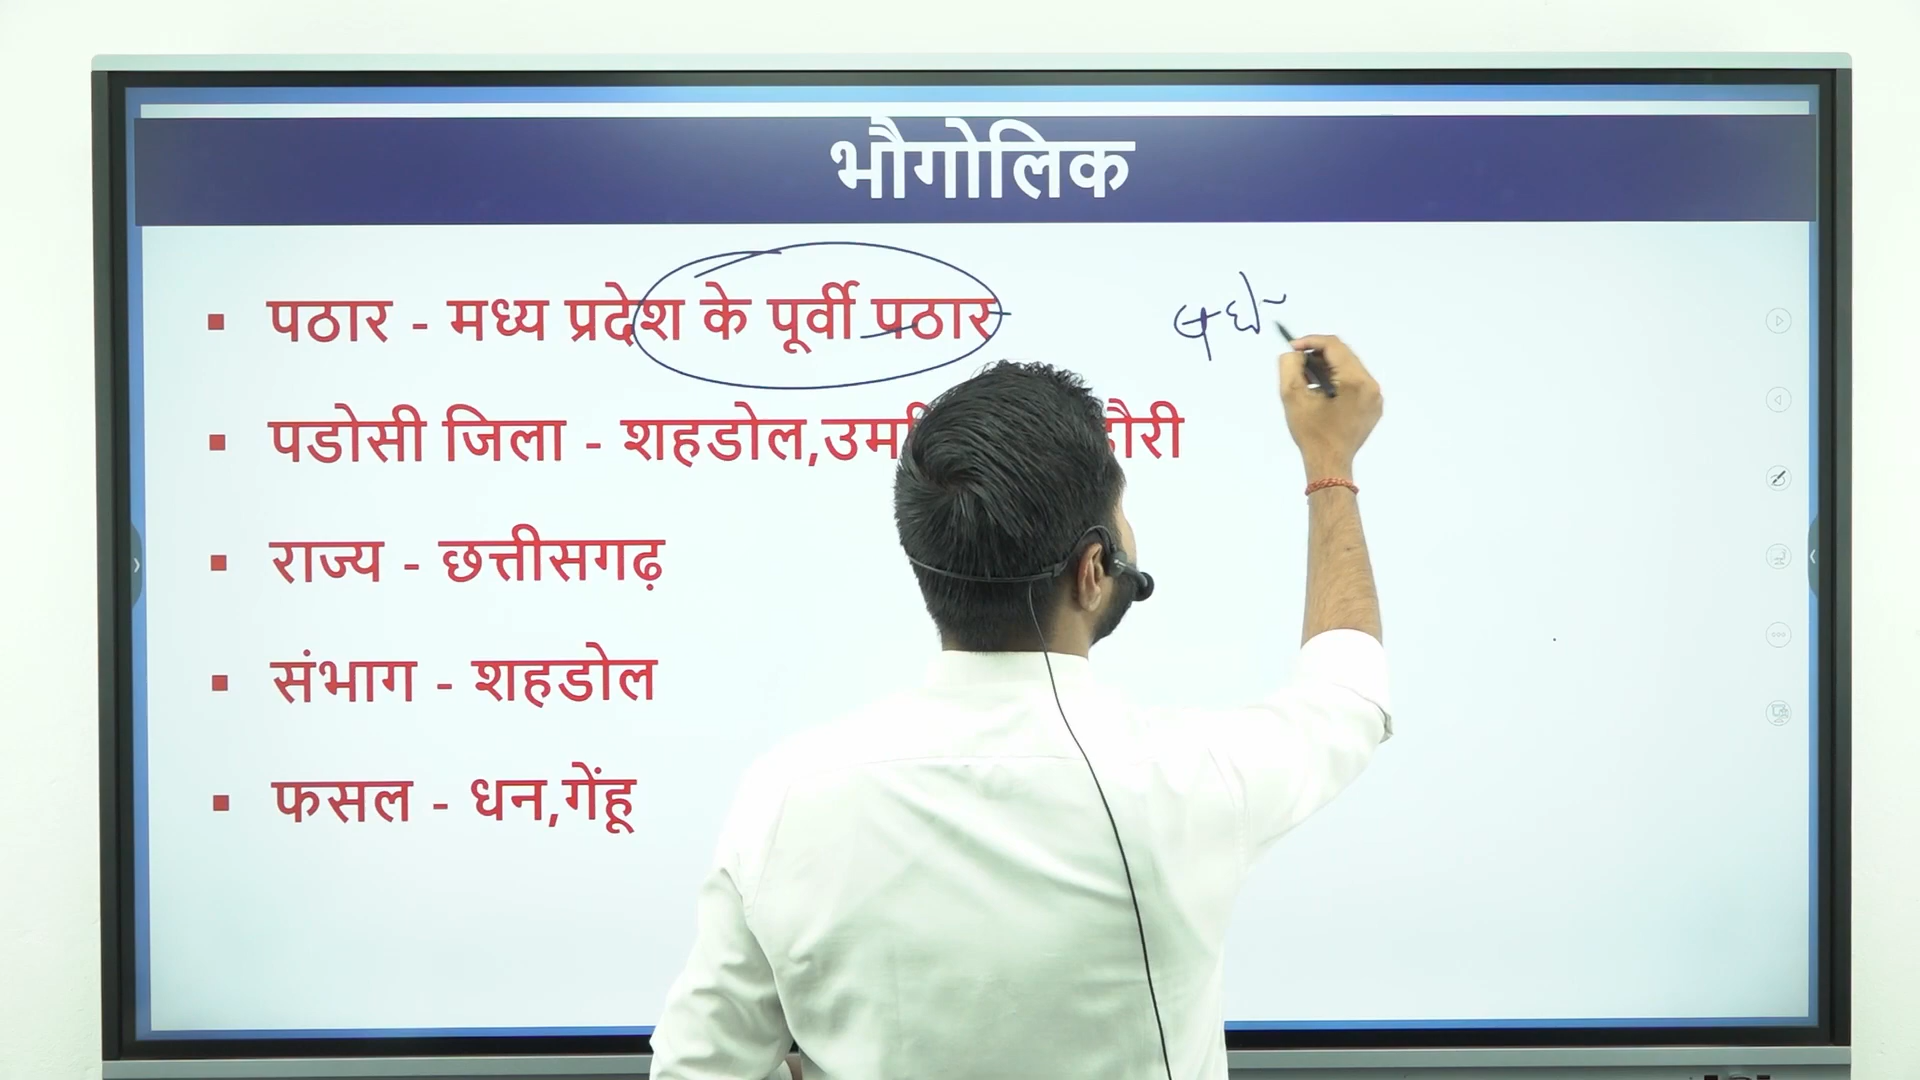 भौगोलिक
▪ पठार - मध्य प्रदेश के पूर्वी पठार
▪ पडोसी जिला - शहडोल,उम
▪ राज्य - छत्तीसगढ़
▪ संभाग - शहडोल
▪ फसल - धन,गेंहू